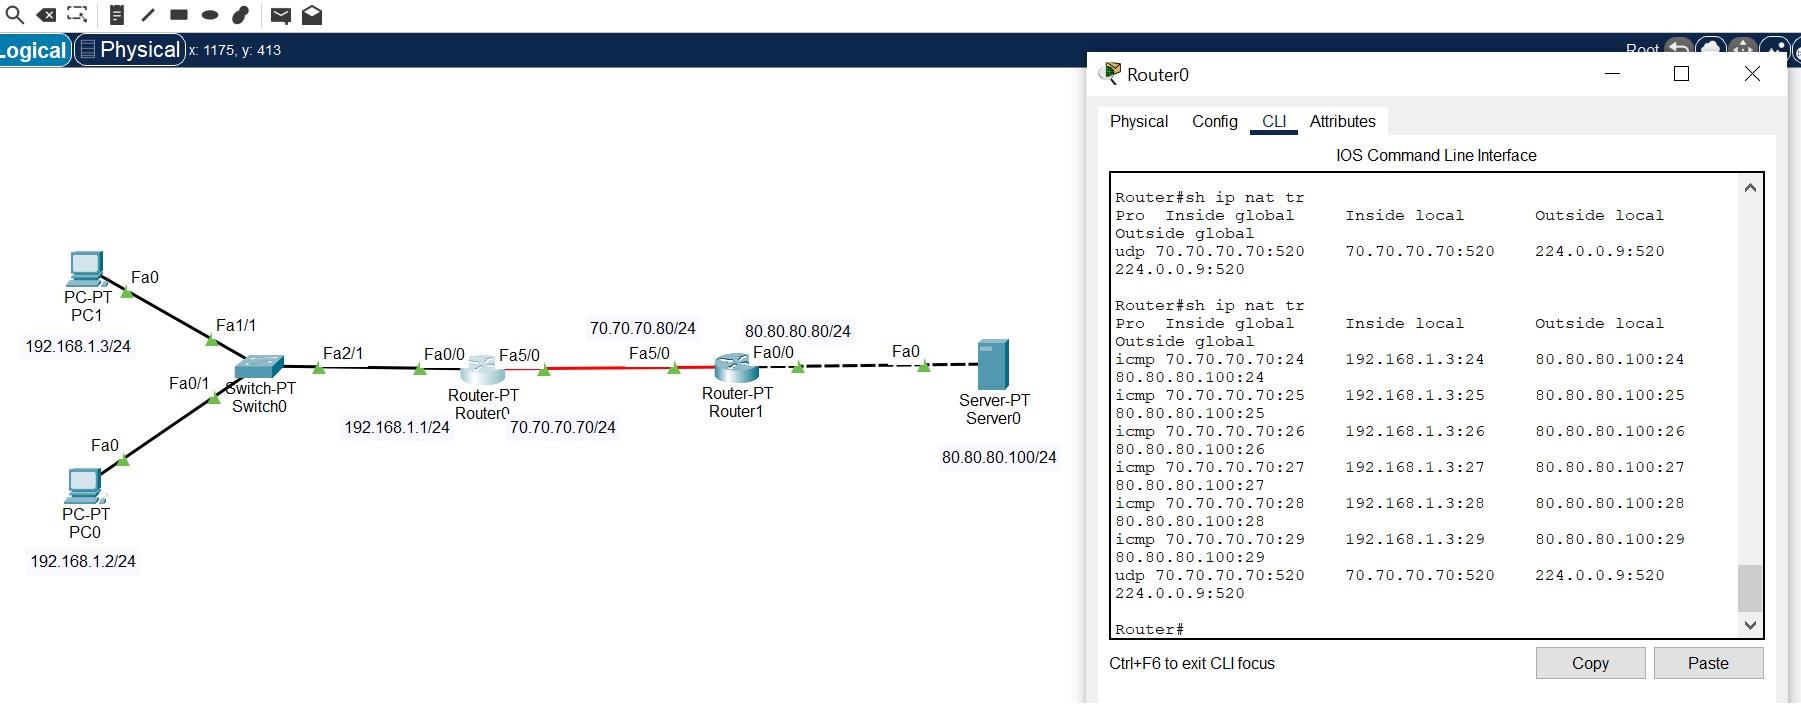 Logical
Physical x: 1175, y: 413
Root
Fa0
PC-PT
PC1
192.168.1.3/24
Fa1/1
Fa0/1
Switch-PT
Switch0
Fa2/1
Fa0
PC-PT
PC0
192.168.1.2/24
Fa0/0
Fa5/0
Router-PT
Router0
192.168.1.1/24
70.70.70.70/24
70.70.70.80/24
80.80.80.80/24
Fa5/0
Fa0/0
Router-PT
Router1
Fa0
Server-PT
Server0
80.80.80.100/24
Router0
Physical Config CLI Attributes
IOS Command Line Interface
Router#sh ip nat tr
Pro Inside global Inside local Outside local
Outside global
udp 70.70.70.70:520 70.70.70.70:520 224.0.0.9:520
224.0.0.9:520
Router#sh ip nat tr
Pro Inside global Inside local Outside local
Outside global
icmp 70.70.70.70:24 192.168.1.3:24 80.80.80.100:24
80.80.80.100:24
icmp 70.70.70.70:25 192.168.1.3:25 80.80.80.100:25
80.80.80.100:25
icmp 70.70.70.70:26 192.168.1.3:26 80.80.80.100:26
80.80.80.100:26
icmp 70.70.70.70:27 192.168.1.3:27 80.80.80.100:27
80.80.80.100:27
icmp 70.70.70.70:28 192.168.1.3:28 80.80.80.100:28
80.80.80.100:28
icmp 70.70.70.70:29 192.168.1.3:29 80.80.80.100:29
80.80.80.100:29
udp 70.70.70.70:520 70.70.70.70:520 224.0.0.9:520
224.0.0.9:520
Router#
Ctrl+F6 to exit CLI focus
Copy Paste